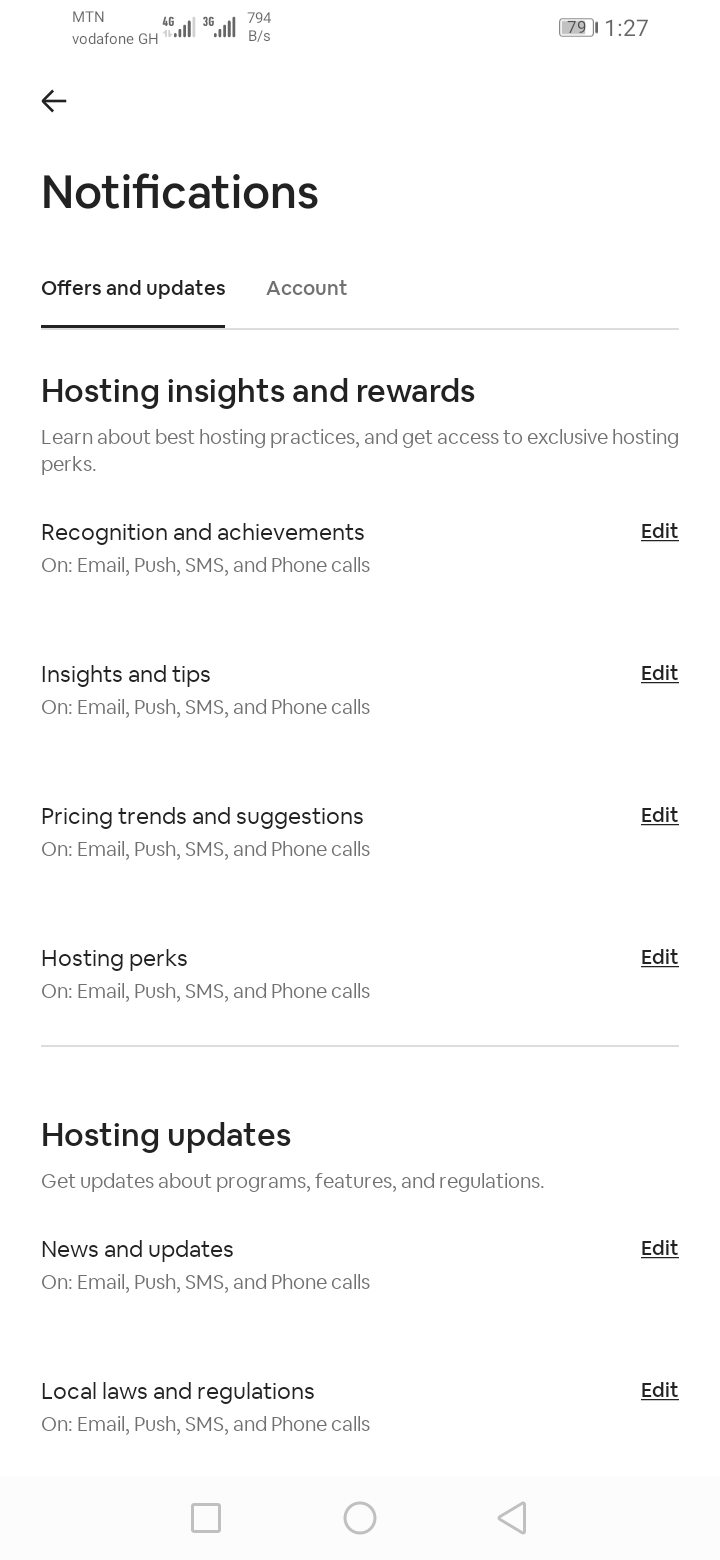 MTN
vodafone GH
4G
3G
794
B/s
79
1:27
Notifications
Offers and updates
Account
Hosting insights and rewards
Learn about best hosting practices, and get access to exclusive hosting
perks.
Recognition and achievements
Edit
On: Email, Push, SMS, and Phone calls
Insights and tips
Edit
On: Email, Push, SMS, and Phone calls
Pricing trends and suggestions
Edit
On: Email, Push, SMS, and Phone calls
Hosting perks
Edit
On: Email, Push, SMS, and Phone calls
Hosting updates
Get updates about programs, features, and regulations.
News and updates
Edit
On: Email, Push, SMS, and Phone calls
Local laws and regulations
Edit
On: Email, Push, SMS, and Phone calls